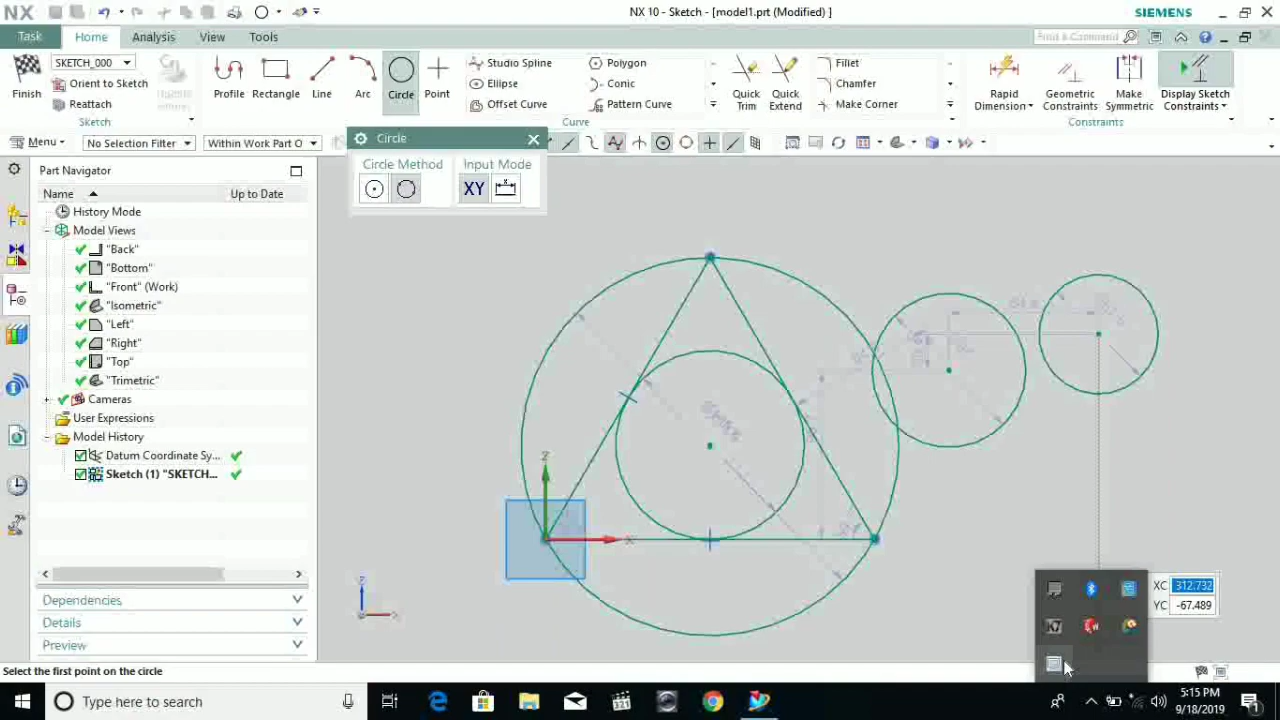 NX
NX 10 - Sketch - [model1.prt (Modified) ]
SIEMENS
Task
Home
Analysis
View
Tools
Find a Command
SKETCH_000
Orient to Sketch
Reattach
Finish
Sketch
Profile
Rectangle
Line
Arc
Circle
Point
Studio Spline
Ellipse
Offset Curve
Polygon
Conic
Pattern Curve
Curve
Quick
Trim
Quick
Extend
Fillet
Chamfer
Make Corner
Rapid
Dimension
Geometric
Constraints
Make
Symmetric
Display Sketch
Constraints
Constraints
Menu
No Selection Filter
Within Work Part O
Circle
Circle Method
Input Mode
XY
Part Navigator
Name
Up to Date
History Mode
Model Views
"Back"
"Bottom"
"Front" (Work)
"Isometric"
"Left"
"Right"
"Top"
"Trimetric"
Cameras
User Expressions
Model History
Datum Coordinate Sy...
Sketch (1) "SKETCH...
Dependencies
Details
Preview
Z
X
XC 312.732
YC -67.489
Select the first point on the circle
Type here to search
5:15 PM
9/18/2019